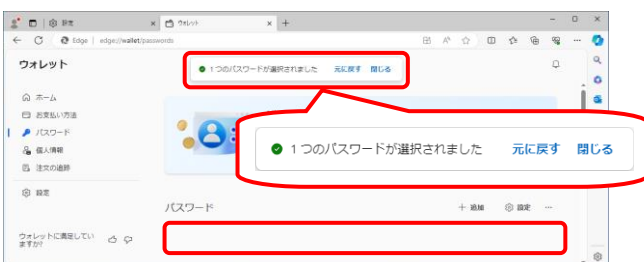 設定
ウォレット
Edge | edge://wallet/passwords
ウォレット
1 つのパスワードが選択されました 元に戻す 閉じる
ホーム
お支払い方法
パスワード
個人情報
注文の追跡
設定
1 つのパスワードが選択されました 元に戻す 閉じる
パスワード
追加 設定 ...
ウォレットに満足してい
ますか?